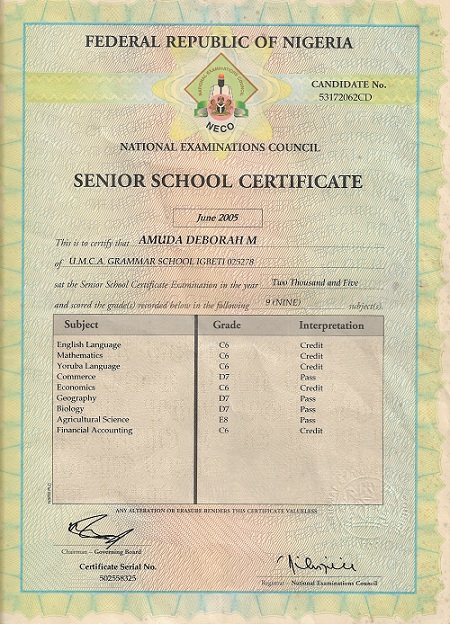 FEDERAL REPUBLIC OF NIGERIA
NATIONAL EXAMINATIONS COUNCIL
NECO
CANDIDATE No.
53172062CD
NATIONAL EXAMINATIONS COUNCIL
SENIOR SCHOOL CERTIFICATE
June 2005
This is to certify that AMUDA DEBORAH M
of U.M.C.A. GRAMMAR SCHOOL IGBETI 025278
sat the Senior School Certificate Examination in the year Two Thousand and Five
and scored the grade(s) recorded below in the following 9 (NINE) subject(s).
Subject Grade Interpretation
English Language C6 Credit
Mathematics C6 Credit
Yoruba Language C6 Credit
Commerce D7 Pass
Economics C6 Credit
Geography D7 Pass
Biology D7 Pass
Agricultural Science E8 Pass
Financial Accounting C6 Credit
ANY ALTERATION OR ERASURE RENDERS THIS CERTIFICATE VALUELESS
Chairman – Governing Board
Certificate Serial No.
502558325
Registrar – National Examinations Council